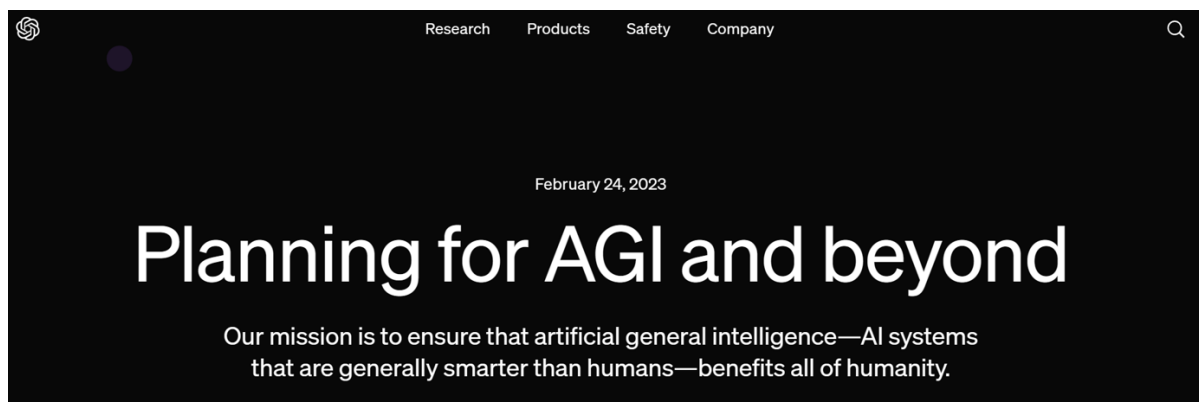 Research Products Safety Company
February 24, 2023
Planning for AGI and beyond
Our mission is to ensure that artificial general intelligence—AI systems
that are generally smarter than humans—benefits all of humanity.